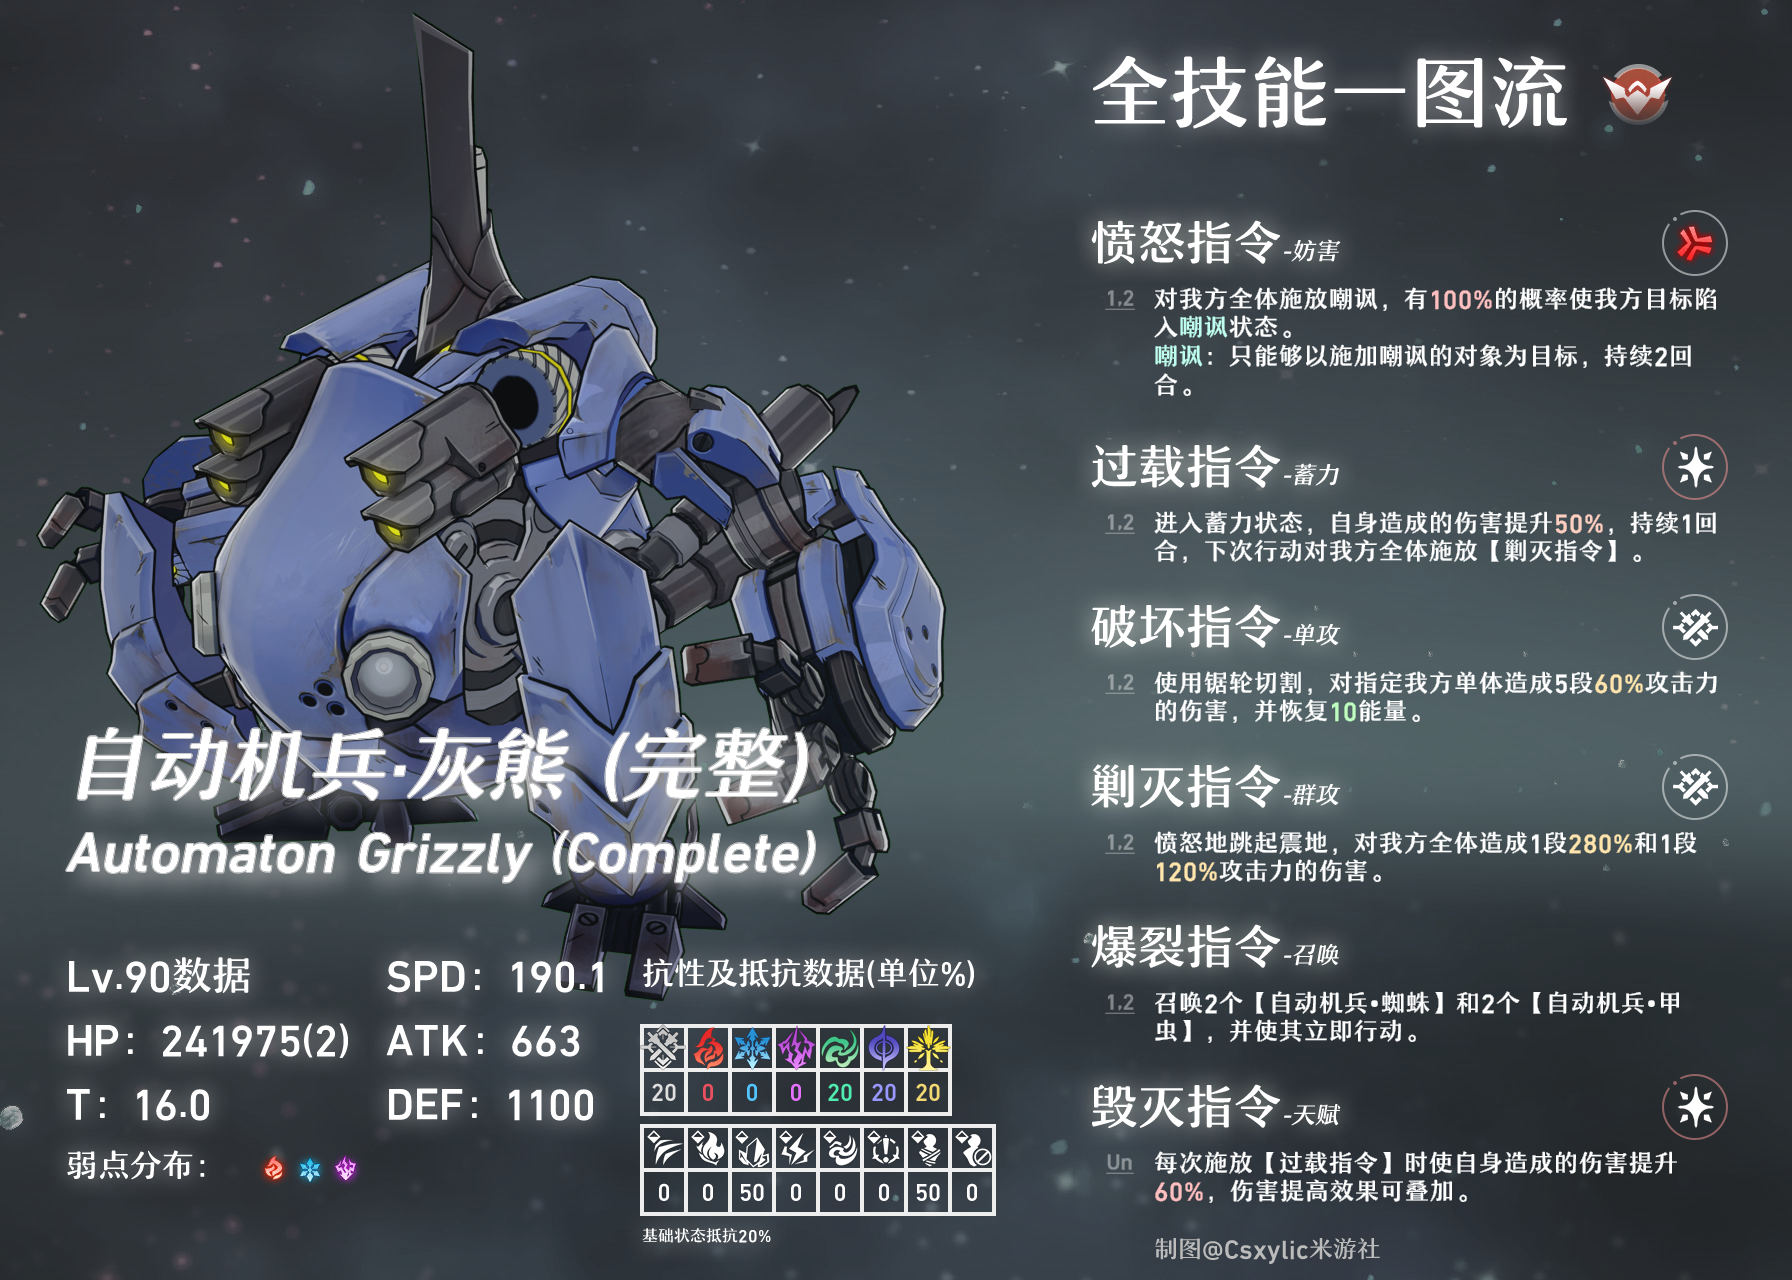 全技能一图流
愤怒指令-妨害
1,2 对我方全体施放嘲讽，有100%的概率使我方目标陷
入嘲讽状态。
嘲讽：只能够以施加嘲讽的对象为目标，持续2回
合。
过载指令-蓄力
1,2 进入蓄力状态，自身造成的伤害提升50%，持续1回
合，下次行动对我方全体施放【剿灭指令】。
破坏指令-单攻
1,2 使用锯轮切割，对指定我方单体造成5段60%攻击力
的伤害，并恢复10能量。
剿灭指令-群攻
1,2 愤怒地跳起震地，对我方全体造成1段280%和1段
120%攻击力的伤害。
爆裂指令-召唤
1,2 召唤2个【自动机兵•蜘蛛】和2个【自动机兵•甲
虫】，并使其立即行动。
毁灭指令-天赋
Un 每次施放【过载指令】时使自身造成的伤害提升
60%，伤害提高效果可叠加。
制图@Csxylic米游社
自动机兵·灰熊 (完整)
Automaton Grizzly (Complete)
Lv.90数据 SPD：190.1
HP：241975(2) ATK：663
T：16.0 DEF：1100
弱点分布：
抗性及抵抗数据(单位%)
20 0 0 0 20 20 20
0 0 50 0 0 0 50 0
基础状态抵抗20%